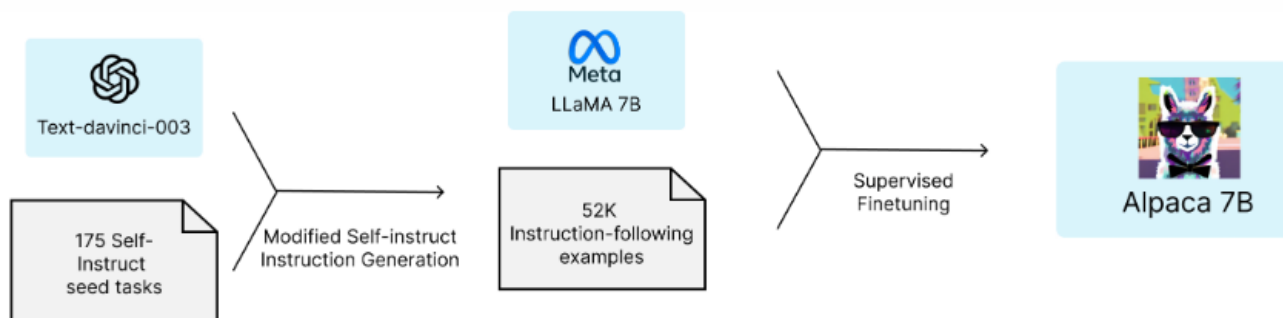 Text-davinci-003
175 Self-
Instruct
seed tasks
Modified Self-instruct
Instruction Generation
Meta
LLaMA 7B
52K
Instruction-following
examples
Supervised
Finetuning
Alpaca 7B